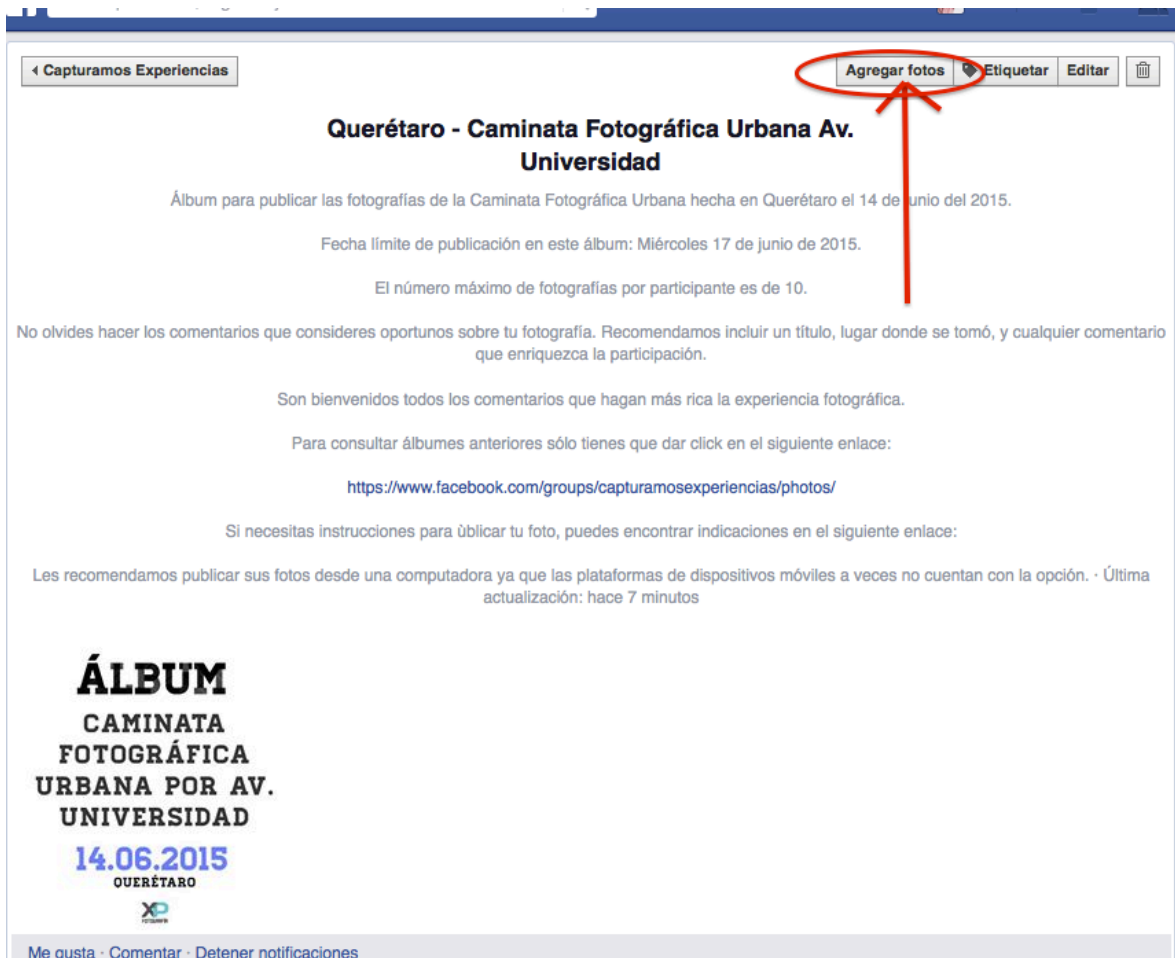 Capturamos Experiencias
Agregar fotos
Etiquetar
Editar
Querétaro - Caminata Fotográfica Urbana Av.
Universidad
Álbum para publicar las fotografías de la Caminata Fotográfica Urbana hecha en Querétaro el 14 de junio del 2015.
Fecha límite de publicación en este álbum: Miércoles 17 de junio de 2015.
El número máximo de fotografías por participante es de 10.
No olvides hacer los comentarios que consideres oportunos sobre tu fotografía. Recomendamos incluir un título, lugar donde se tomó, y cualquier comentario
que enriquezca la participación.
Son bienvenidos todos los comentarios que hagan más rica la experiencia fotográfica.
Para consultar álbumes anteriores sólo tienes que dar click en el siguiente enlace:
https://www.facebook.com/groups/capturamosexperiencias/photos/
Si necesitas instrucciones para ùblicar tu foto, puedes encontrar indicaciones en el siguiente enlace:
Les recomendamos publicar sus fotos desde una computadora ya que las plataformas de dispositivos móviles a veces no cuentan con la opción. · Última
actualización: hace 7 minutos
ÁLBUM
CAMINATA
FOTOGRÁFICA
URBANA POR AV.
UNIVERSIDAD
14.06.2015
QUERÉTARO
XP
Me gusta · Comentar · Detener notificaciones